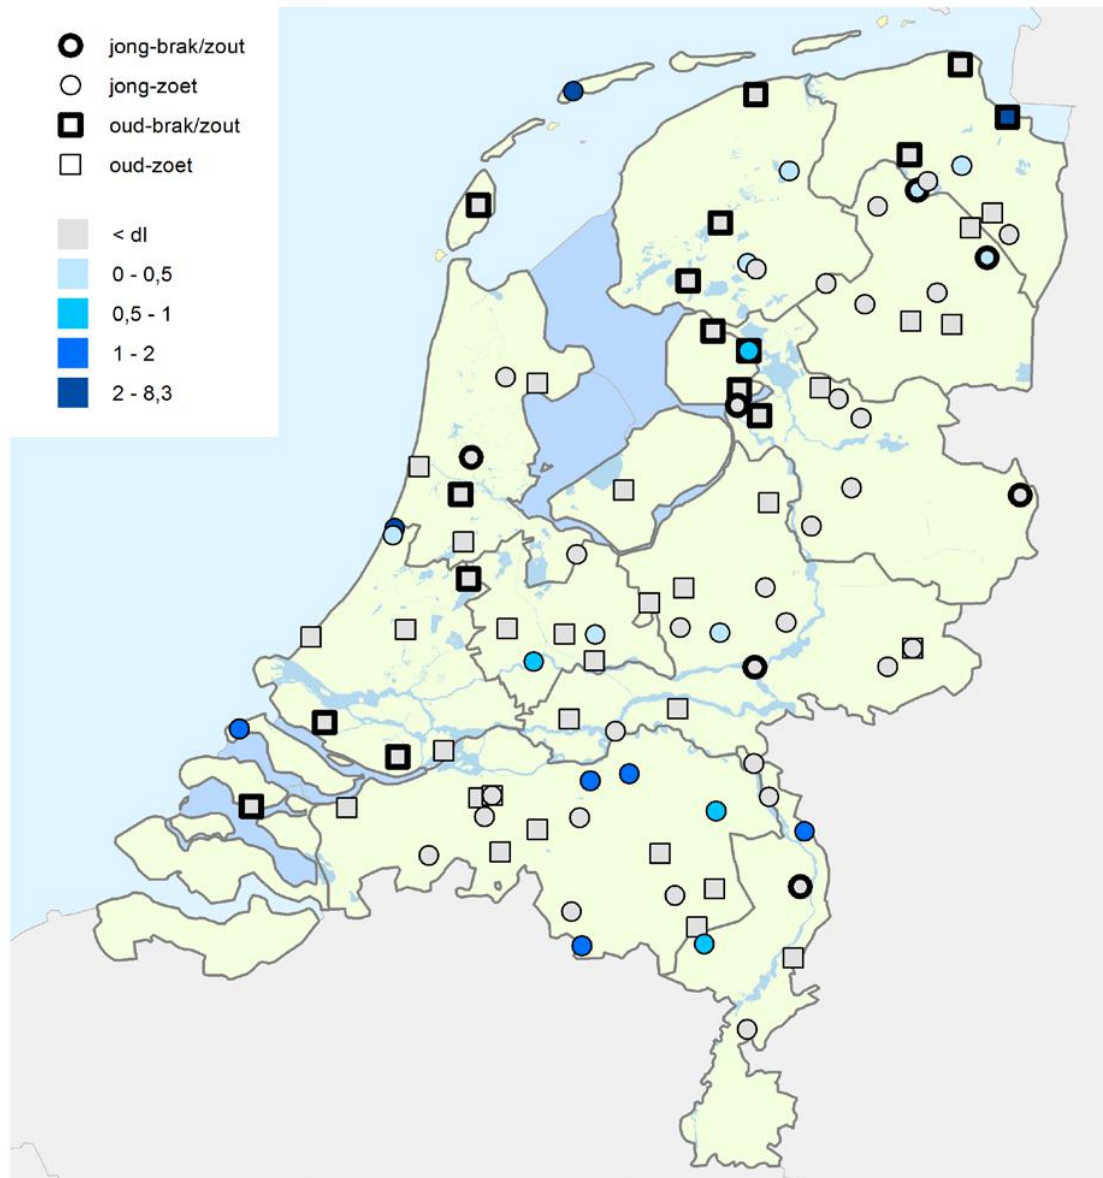 jong-brak/zout
jong-zoet
oud-brak/zout
oud-zoet
< dl
0 - 0,5
0,5 - 1
1 - 2
2 - 8,3